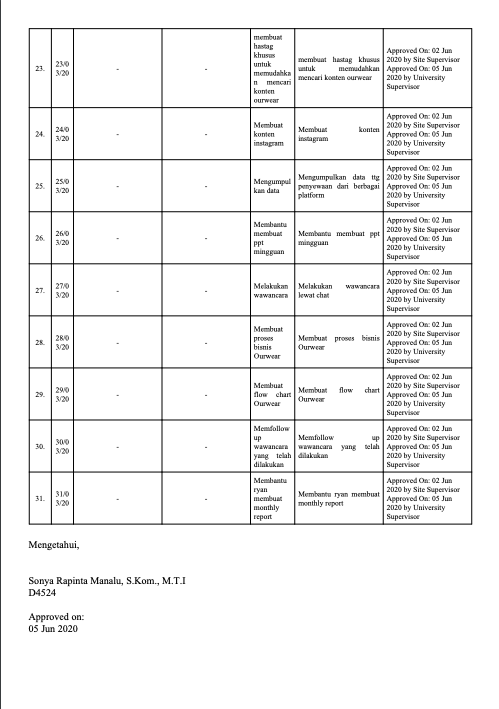 23. 23/03/20 - - membuat hastag khusus untuk memudahkan mencari konten ourwear membuat hastag khusus untuk memudahkan mencari konten ourwear Approved On: 02 Jun 2020 by Site Supervisor Approved On: 05 Jun 2020 by University Supervisor
24. 24/03/20 - - Membuat konten instagram Membuat konten instagram Approved On: 02 Jun 2020 by Site Supervisor Approved On: 05 Jun 2020 by University Supervisor
25. 25/03/20 - - Mengumpulkan data Mengumpulkan data ttg penyewaan dari berbagai platform Approved On: 02 Jun 2020 by Site Supervisor Approved On: 05 Jun 2020 by University Supervisor
26. 26/03/20 - - Membantu membuat ppt mingguan Membantu membuat ppt mingguan Approved On: 02 Jun 2020 by Site Supervisor Approved On: 05 Jun 2020 by University Supervisor
27. 27/03/20 - - Melakukan wawancara Melakukan wawancara lewat chat Approved On: 02 Jun 2020 by Site Supervisor Approved On: 05 Jun 2020 by University Supervisor
28. 28/03/20 - - Membuat proses bisnis Ourwear Membuat proses bisnis Ourwear Approved On: 02 Jun 2020 by Site Supervisor Approved On: 05 Jun 2020 by University Supervisor
29. 29/03/20 - - Membuat flow chart Ourwear Membuat flow chart Ourwear Approved On: 02 Jun 2020 by Site Supervisor Approved On: 05 Jun 2020 by University Supervisor
30. 30/03/20 - - Memfollow up wawancara yang telah dilakukan Memfollow up wawancara yang telah dilakukan Approved On: 02 Jun 2020 by Site Supervisor Approved On: 05 Jun 2020 by University Supervisor
31. 31/03/20 - - Membantu ryan membuat monthly report Membantu ryan membuat monthly report Approved On: 02 Jun 2020 by Site Supervisor Approved On: 05 Jun 2020 by University Supervisor
Mengetahui,
Sonya Rapinta Manalu, S.Kom., M.T.I
D4524
Approved on:
05 Jun 2020